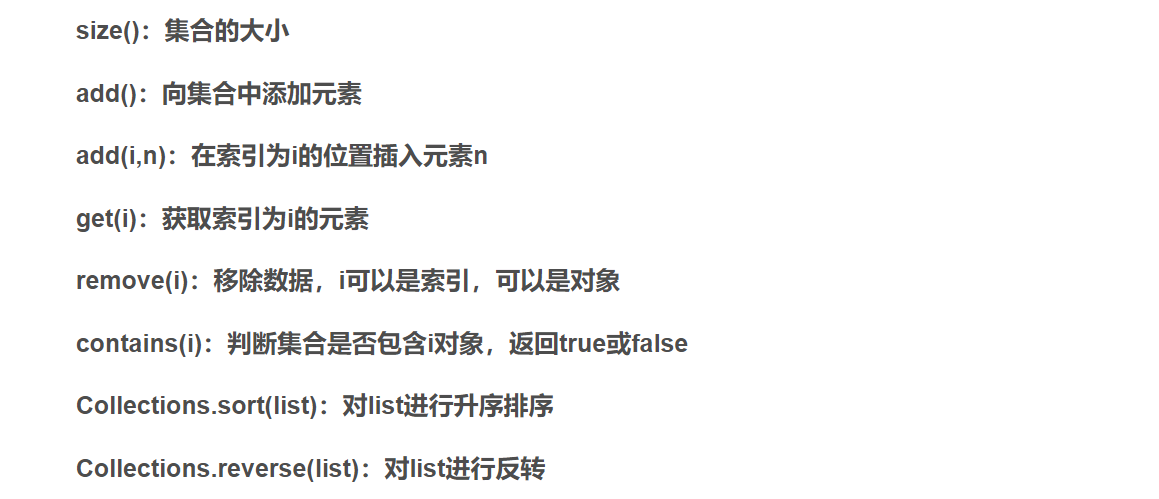 size()：集合的大小
add()：向集合中添加元素
add(i,n)：在索引为i的位置插入元素n
get(i)：获取索引为i的元素
remove(i)：移除数据，i可以是索引，可以是对象
contains(i)：判断集合是否包含i对象，返回true或false
Collections.sort(list)：对list进行升序排序
Collections.reverse(list)：对list进行反转